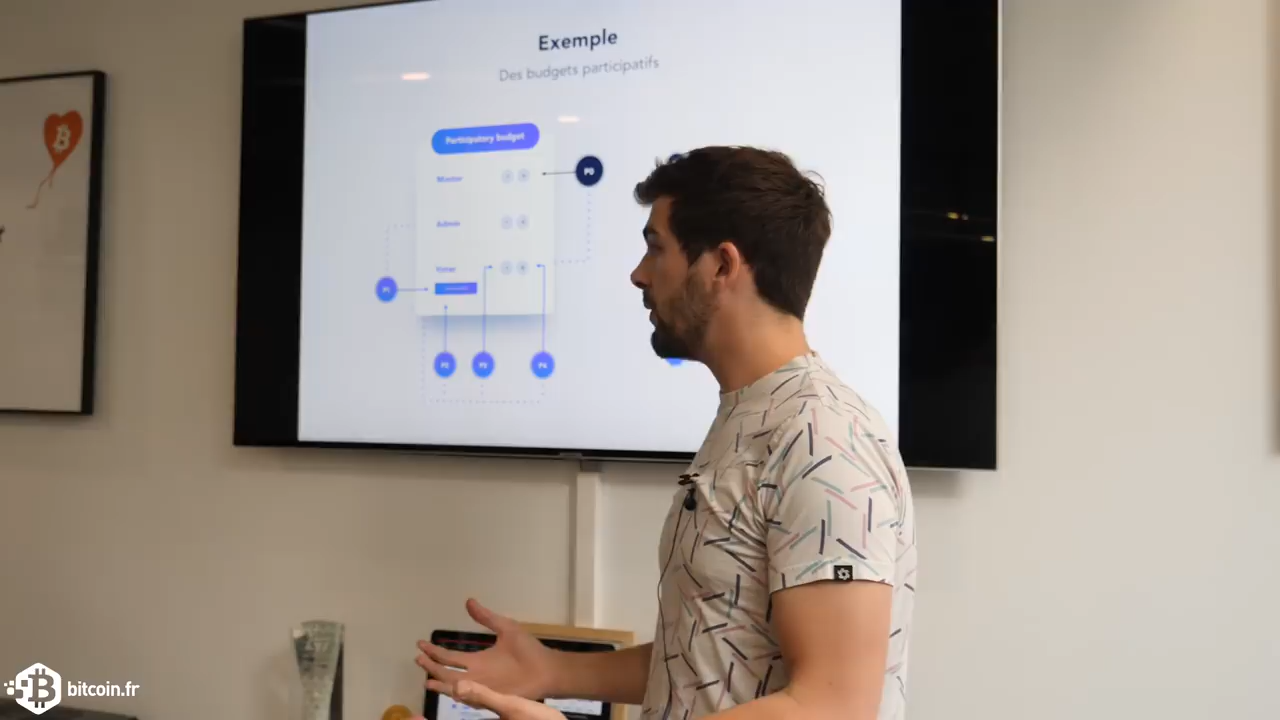 Exemple
Des budgets participatifs
Participatory budget
Master
Admin
Voter
P0
P1
P2
P3
P4
bitcoin.fr